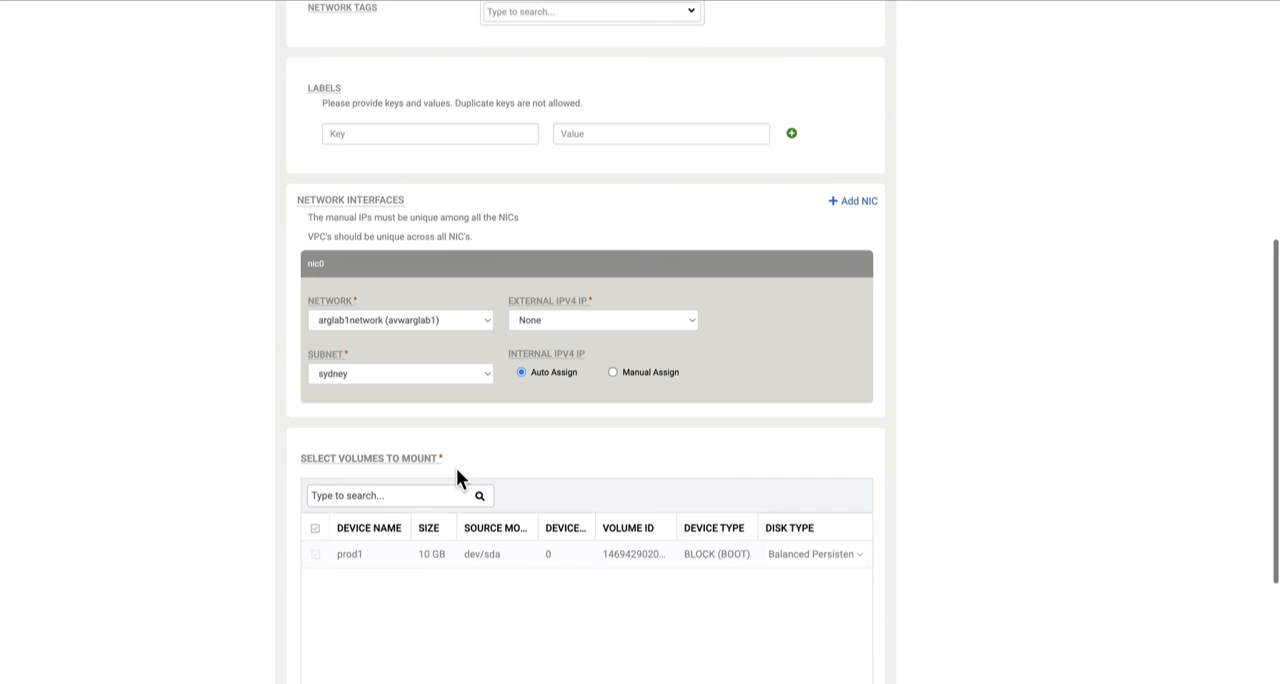 NETWORK TAGS
Type to search...
LABELS
Please provide keys and values. Duplicate keys are not allowed.
Key
Value
NETWORK INTERFACES
+ Add NIC
The manual IPs must be unique among all the NICs
VPC's should be unique across all NIC's.
nic0
NETWORK*
EXTERNAL IPV4 IP*
arglab1network (avwarglab1)
None
SUBNET*
INTERNAL IPV4 IP
sydney
Auto Assign
Manual Assign
SELECT VOLUMES TO MOUNT*
Type to search...
DEVICE NAME SIZE SOURCE MO... DEVICE... VOLUME ID DEVICE TYPE DISK TYPE
prod1 10 GB dev/sda 0 1469429020... BLOCK (BOOT) Balanced Persisten